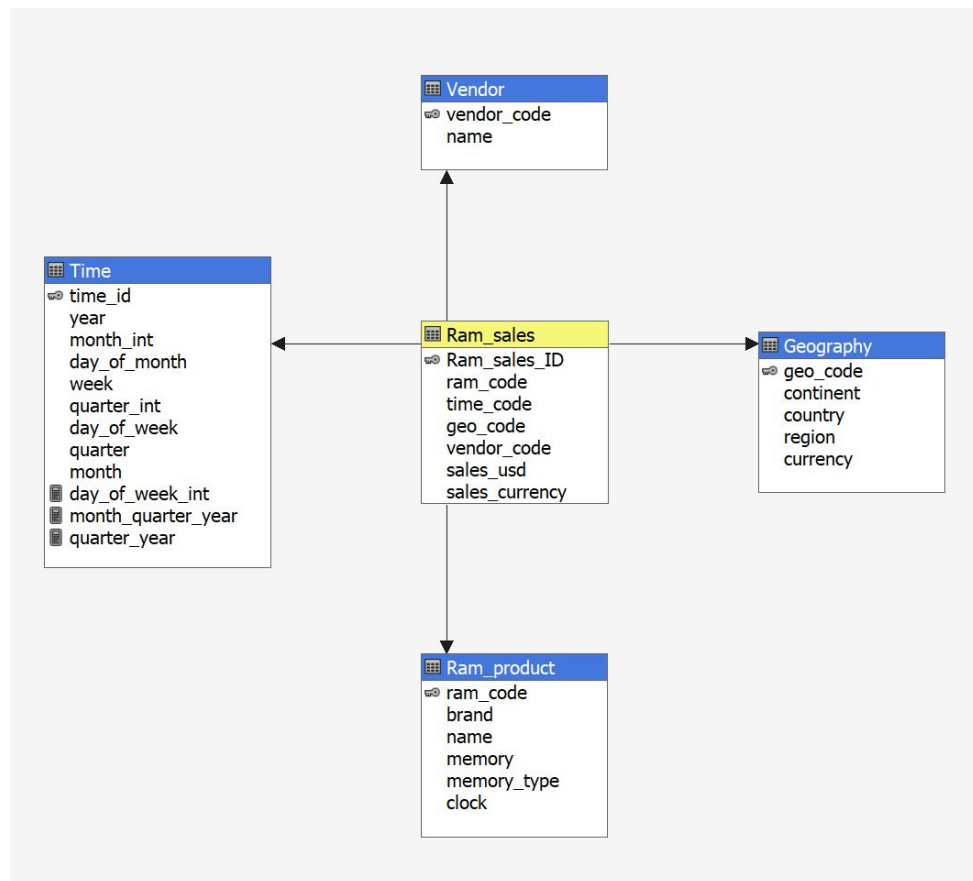 Vendor
vendor_code
name
Time
time_id
year
month_int
day_of_month
week
quarter_int
day_of_week
quarter
month
day_of_week_int
month_quarter_year
quarter_year
Ram_sales
Ram_sales_ID
ram_code
time_code
geo_code
vendor_code
sales_usd
sales_currency
Geography
geo_code
continent
country
region
currency
Ram_product
ram_code
brand
name
memory
memory_type
clock